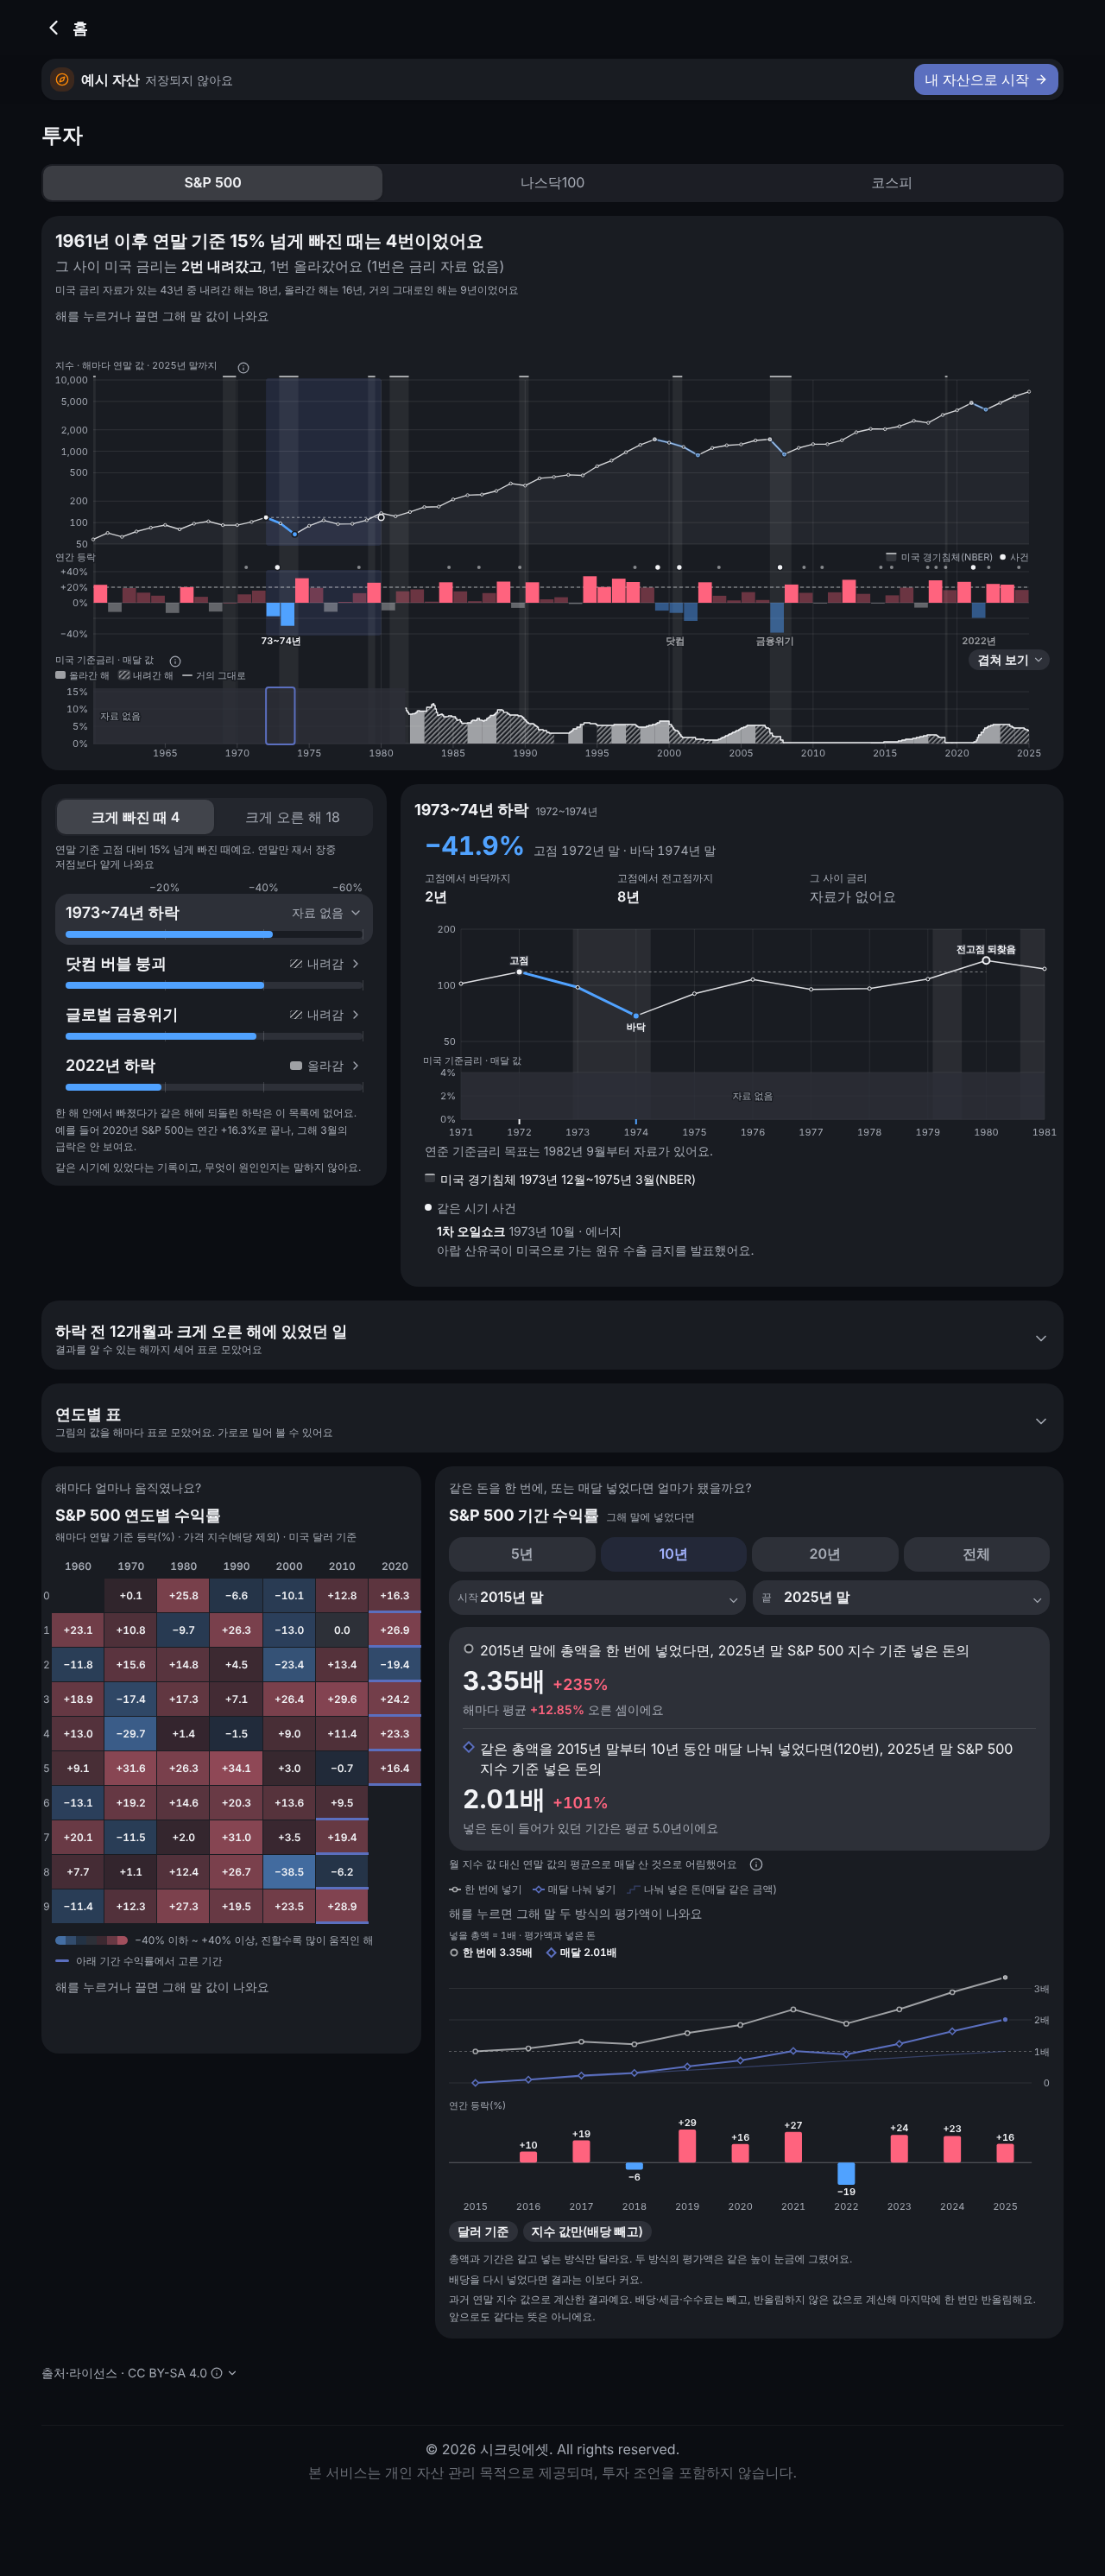 홈
예시 자산 저장되지 않아요
내 자산으로 시작
투자
S&P 500 나스닥100 코스피
1961년 이후 연말 기준 15% 넘게 빠진 때는 4번이었어요
그 사이 미국 금리는 2번 내려갔고, 1번 올라갔어요 (1번은 금리 자료 없음)
미국 금리 자료가 있는 43년 중 내려간 해는 18년, 올라간 해는 16년, 거의 그대로인 해는 9년이었어요
해를 누르거나 끌면 그해 말 값이 나와요
지수 · 해마다 연말 값 · 2025년 말까지
10,000
5,000
2,000
1,000
500
200
100
50
연간 등락
미국 경기침체(NBER) 사건
+40%
+20%
0%
−40%
73~74년 닷컴 금융위기 2022년
미국 기준금리 · 매달 값
겹쳐 보기
올라간 해 내려간 해 거의 그대로
15%
10%
5%
0%
자료 없음
1965 1970 1975 1980 1985 1990 1995 2000 2005 2010 2015 2020 2025
크게 빠진 때 4 크게 오른 해 18
연말 기준 고점 대비 15% 넘게 빠진 때예요. 연말만 재서 장중
저점보다 얕게 나와요
−20% −40% −60%
1973~74년 하락 자료 없음
닷컴 버블 붕괴 내려감
글로벌 금융위기 내려감
2022년 하락 올라감
한 해 안에서 빠졌다가 같은 해에 되돌린 하락은 이 목록에 없어요.
예를 들어 2020년 S&P 500는 연간 +16.3%로 끝나, 그해 3월의
급락은 안 보여요.
같은 시기에 있었다는 기록이고, 무엇이 원인인지는 말하지 않아요.
1973~74년 하락 1972~1974년
−41.9% 고점 1972년 말 · 바닥 1974년 말
고점에서 바닥까지 고점에서 전고점까지 그 사이 금리
2년 8년 자료가 없어요
200
100
50
고점
바닥
전고점 되찾음
미국 기준금리 · 매달 값
4%
2%
0%
자료 없음
1971 1972 1973 1974 1975 1976 1977 1978 1979 1980 1981
연준 기준금리 목표는 1982년 9월부터 자료가 있어요.
미국 경기침체 1973년 12월~1975년 3월(NBER)
같은 시기 사건
1차 오일쇼크 1973년 10월 · 에너지
아랍 산유국이 미국으로 가는 원유 수출 금지를 발표했어요.
하락 전 12개월과 크게 오른 해에 있었던 일
결과를 알 수 있는 해까지 세어 표로 모았어요
연도별 표
그림의 값을 해마다 표로 모았어요. 가로로 밀어 볼 수 있어요
해마다 얼마나 움직였나요?
S&P 500 연도별 수익률
해마다 연말 기준 등락(%) · 가격 지수(배당 제외) · 미국 달러 기준
1960 1970 1980 1990 2000 2010 2020
0 +0.1 +25.8 −6.6 −10.1 +12.8 +16.3
1 +23.1 +10.8 −9.7 +26.3 −13.0 0.0 +26.9
2 −11.8 +15.6 +14.8 +4.5 −23.4 +13.4 −19.4
3 +18.9 −17.4 +17.3 +7.1 +26.4 +29.6 +24.2
4 +13.0 −29.7 +1.4 −1.5 +9.0 +11.4 +23.3
5 +9.1 +31.6 +26.3 +34.1 +3.0 −0.7 +16.4
6 −13.1 +19.2 +14.6 +20.3 +13.6 +9.5
7 +20.1 −11.5 +2.0 +31.0 +3.5 +19.4
8 +7.7 +1.1 +12.4 +26.7 −38.5 −6.2
9 −11.4 +12.3 +27.3 +19.5 +23.5 +28.9
−40% 이하 ~ +40% 이상, 진할수록 많이 움직인 해
아래 기간 수익률에서 고른 기간
해를 누르거나 끌면 그해 말 값이 나와요
같은 돈을 한 번에, 또는 매달 넣었다면 얼마가 됐을까요?
S&P 500 기간 수익률 그해 말에 넣었다면
5년 10년 20년 전체
시작 2015년 말 끝 2025년 말
2015년 말에 총액을 한 번에 넣었다면, 2025년 말 S&P 500 지수 기준 넣은 돈의
3.35배 +235%
해마다 평균 +12.85% 오른 셈이에요
같은 총액을 2015년 말부터 10년 동안 매달 나눠 넣었다면(120번), 2025년 말 S&P 500
지수 기준 넣은 돈의
2.01배 +101%
넣은 돈이 들어가 있던 기간은 평균 5.0년이에요
월 지수 값 대신 연말 값의 평균으로 매달 산 것으로 어림했어요
한 번에 넣기 매달 나눠 넣기 나눠 넣은 돈(매달 같은 금액)
해를 누르면 그해 말 두 방식의 평가액이 나와요
넣을 총액 = 1배 · 평가액과 넣은 돈
한 번에 3.35배 매달 2.01배
3배
2배
1배
0
연간 등락(%)
+10 +19 −6 +29 +16 +27 −19 +24 +23 +16
2015 2016 2017 2018 2019 2020 2021 2022 2023 2024 2025
달러 기준 지수 값만(배당 빼고)
총액과 기간은 같고 넣는 방식만 달라요. 두 방식의 평가액은 같은 높이 눈금에 그렸어요.
배당을 다시 넣었다면 결과는 이보다 커요.
과거 연말 지수 값으로 계산한 결과예요. 배당·세금·수수료는 빼고, 반올림하지 않은 값으로 계산해 마지막에 한 번만 반올림해요.
앞으로도 같다는 뜻은 아니에요.
출처·라이선스 · CC BY-SA 4.0
© 2026 시크릿에셋. All rights reserved.
본 서비스는 개인 자산 관리 목적으로 제공되며, 투자 조언을 포함하지 않습니다.